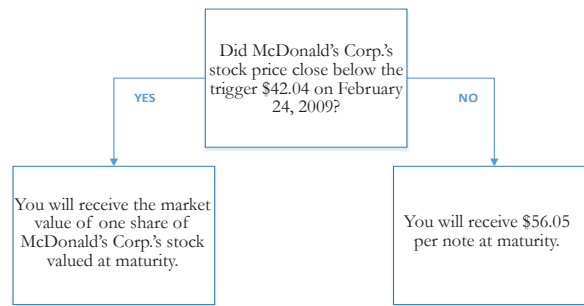 Did McDonald's Corp.'s
stock price close below the
trigger $42.04 on February
24, 2009?
YES
NO
You will receive the market
value of one share of
McDonald's Corp.'s stock
valued at maturity.
You will receive $56.05
per note at maturity.